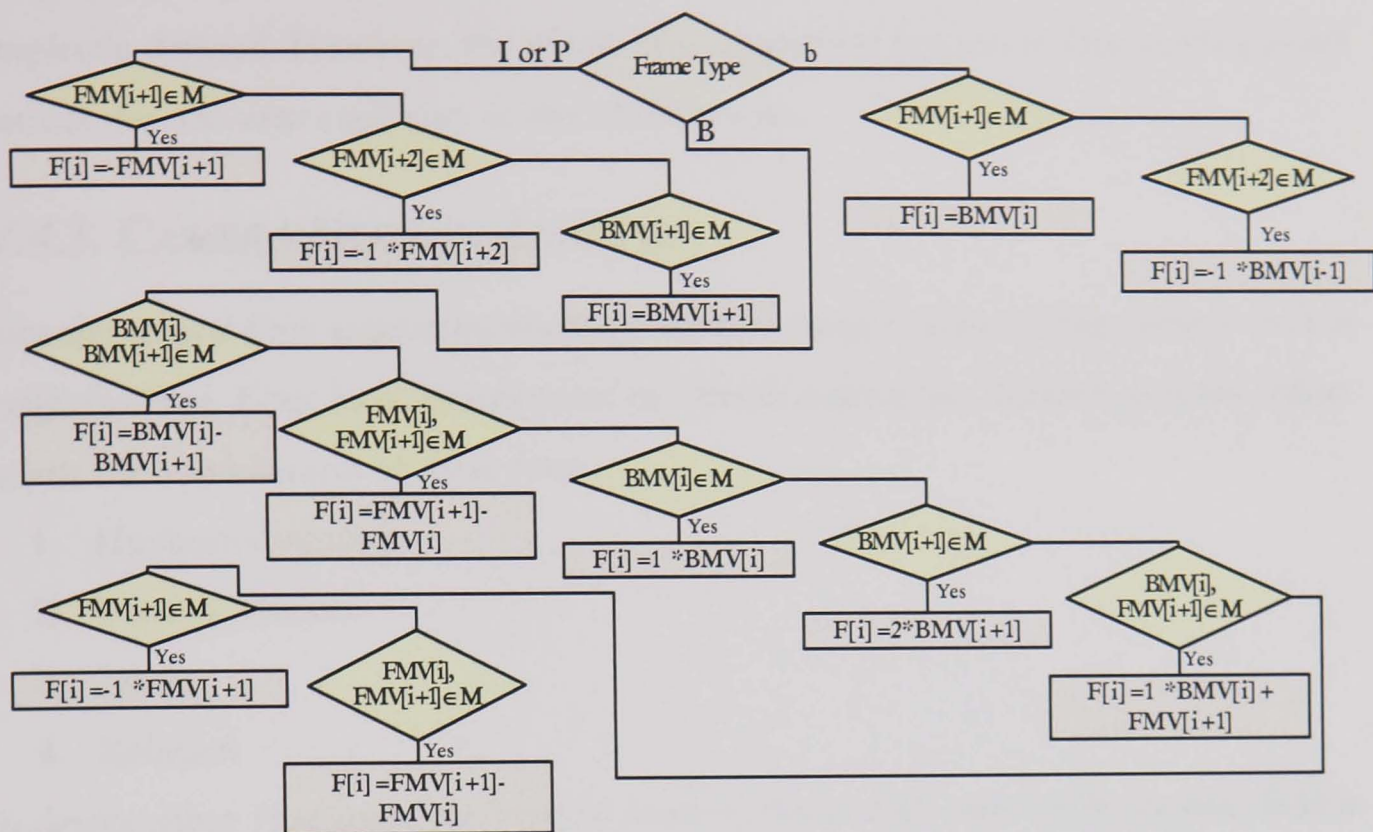 Frame Type
I or P
b
B
FMV[i+1]∈M
Yes
F[i]=-FMV[i+1]
FMV[i+2]∈M
Yes
F[i]=-1 *FMV[i+2]
BMV[i+1]∈M
Yes
F[i]=BMV[i+1]
FMV[i+1]∈M
Yes
F[i]=BMV[i]
FMV[i+2]∈M
Yes
F[i]=-1 *BMV[i-1]
BMV[i],
BMV[i+1]∈M
Yes
F[i]=BMV[i]-
BMV[i+1]
FMV[i],
FMV[i+1]∈M
Yes
F[i]=FMV[i+1]-
FMV[i]
BMV[i]∈M
Yes
F[i]=1 *BMV[i]
BMV[i+1]∈M
Yes
F[i]=2*BMV[i+1]
BMV[i],
FMV[i+1]∈M
Yes
F[i]=1 *BMV[i]+
FMV[i+1]
FMV[i+1]∈M
Yes
F[i]=-1 *FMV[i+1]
FMV[i],
FMV[i+1]∈M
Yes
F[i]=FMV[i+1]-
FMV[i]